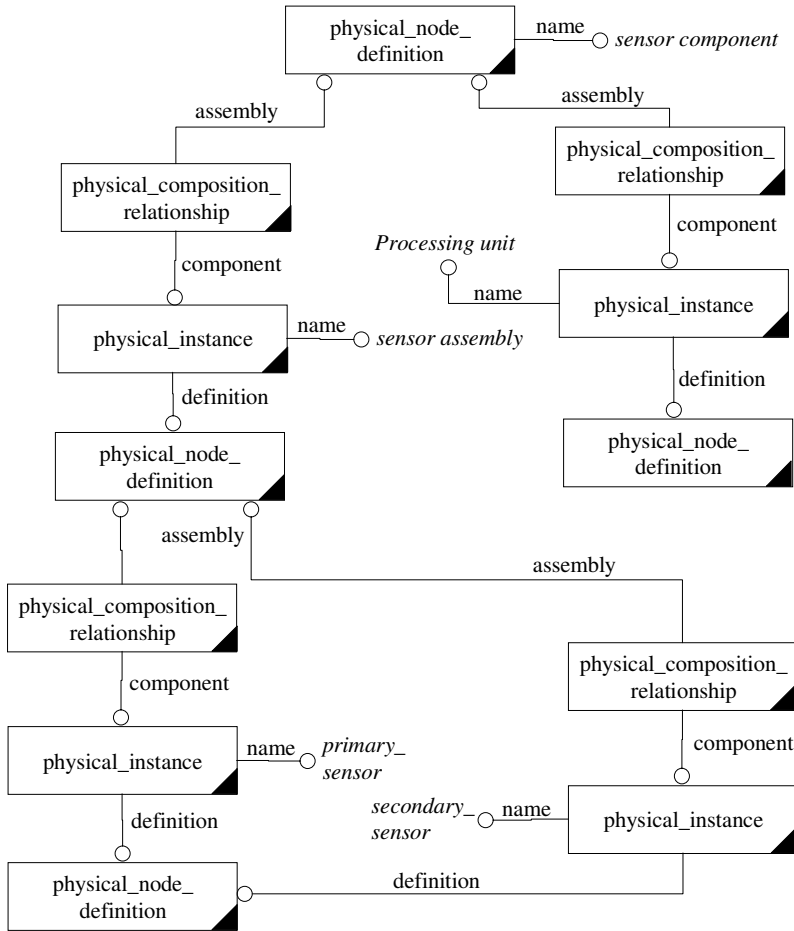 physical_node_
definition
name
sensor component
assembly
assembly
physical_composition_
relationship
physical_composition_
relationship
component
component
Processing unit
name
physical_instance
physical_instance
name
sensor assembly
definition
definition
physical_node_
definition
physical_node_
definition
assembly
assembly
physical_composition_
relationship
physical_composition_
relationship
component
component
physical_instance
name
primary_
sensor
secondary_
sensor
name
physical_instance
definition
definition
physical_node_
definition